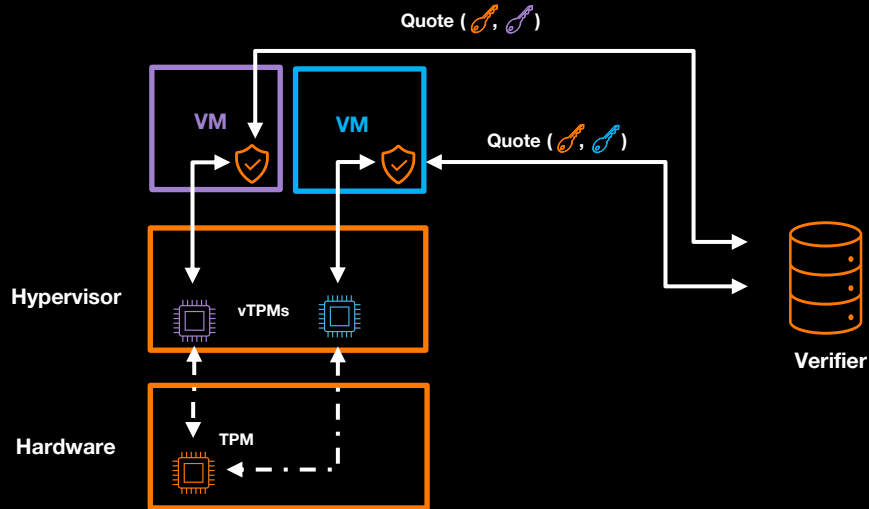 Quote ( , )
VM
VM
Quote ( , )
Hypervisor
vTPMs
Verifier
Hardware
TPM